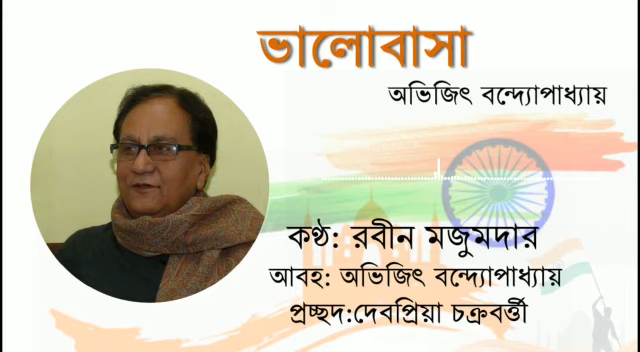 ভালোবাসা
অভিজিৎ বন্দ্যোপাধ্যায়
কণ্ঠ: রবীন মজুমদার
আবহ: অভিজিৎ বন্দ্যোপাধ্যায়
প্রচ্ছদ:দেবপ্রিয়া চক্রবর্ত্তী